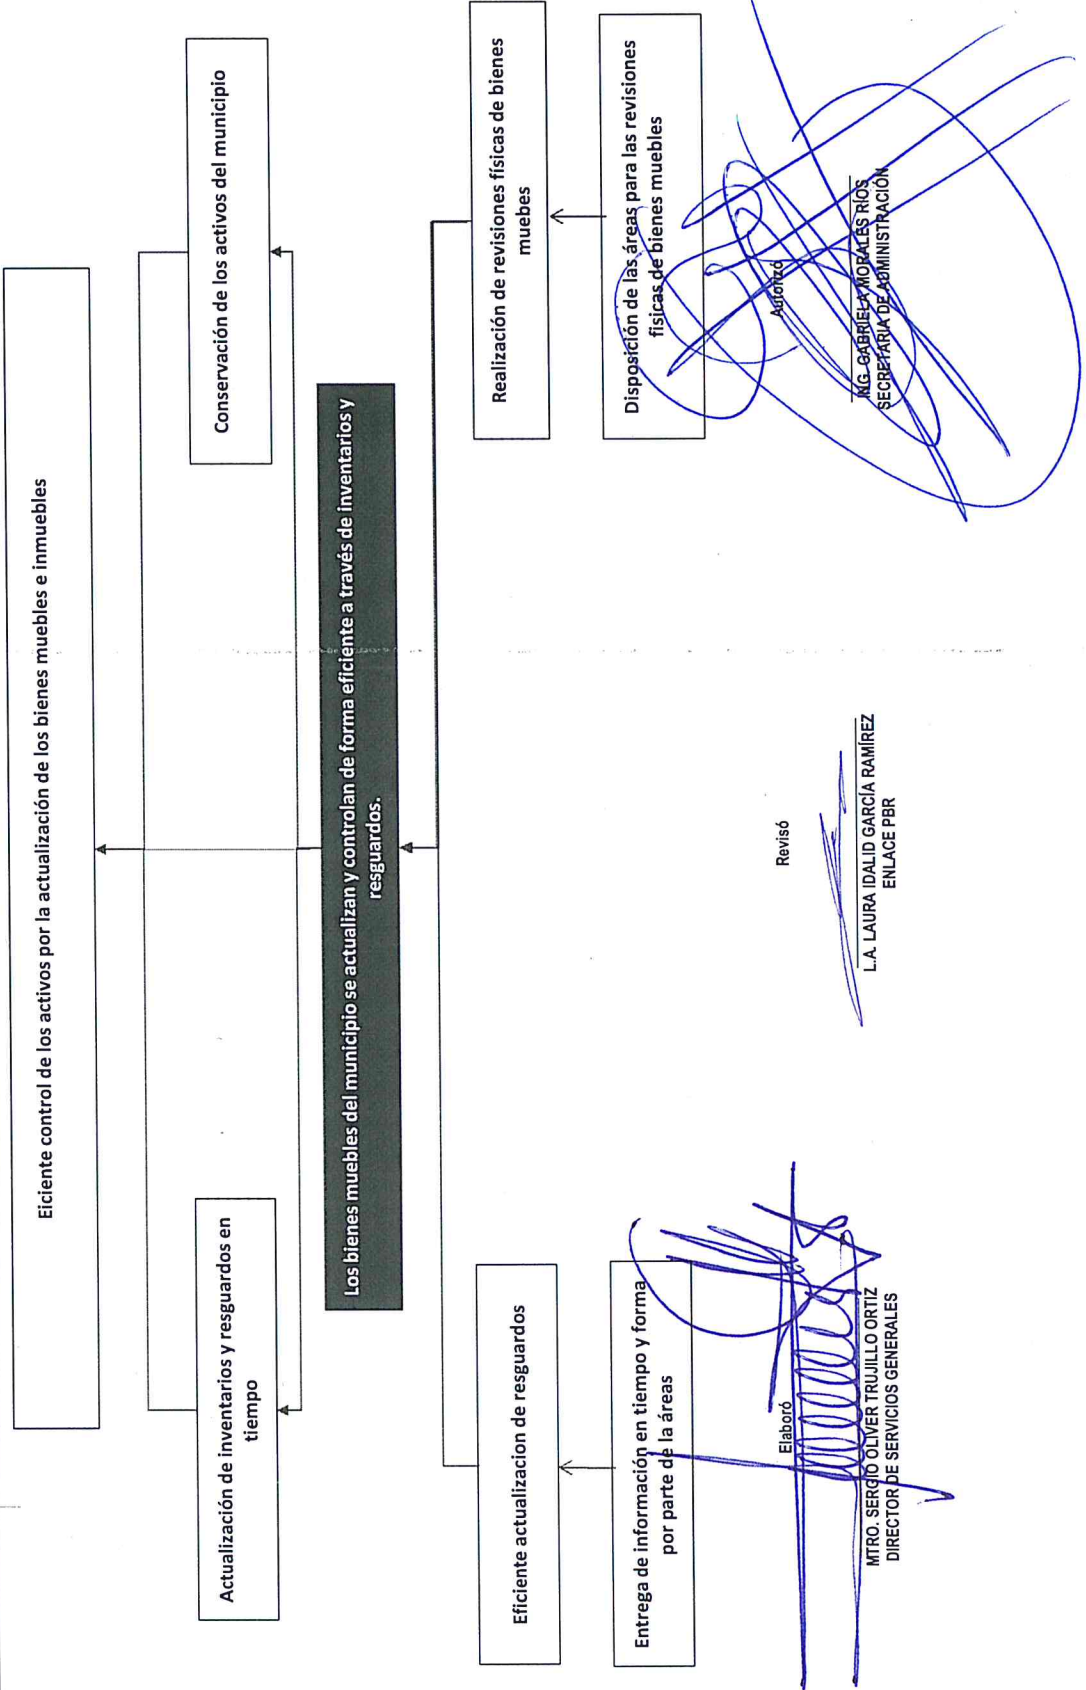 Eiciente control de los activos por la actualización de los bienes muebles e inmuebles
Actualización de inventarios y resguardos en
tiempo
Conservación de los activos del municipio
Los bienes muebles del municipio se actualizan y controlan de forma eficiente a través de inventarios y
resguardos.
Eficiente actualizacion de resguardos
Realización de revisiones físicas de bienes
muebes
Entrega de información en tiempo y forma
por parte de la áreas
Disposición de las áreas para las revisiones
físicas de bienes muebles
Elaboró
MTRO. SERGIO OLIVER TRUJILLO ORTIZ
DIRECTOR DE SERVICIOS GENERALES
Revisó
L.A. LAURA IDALID GARCÍA RAMÍREZ
ENLACE PBR
Autorizó
ING. GABRIELA MORALES RÍOS
SECRETARIA DE ADMINISTRACIÓN